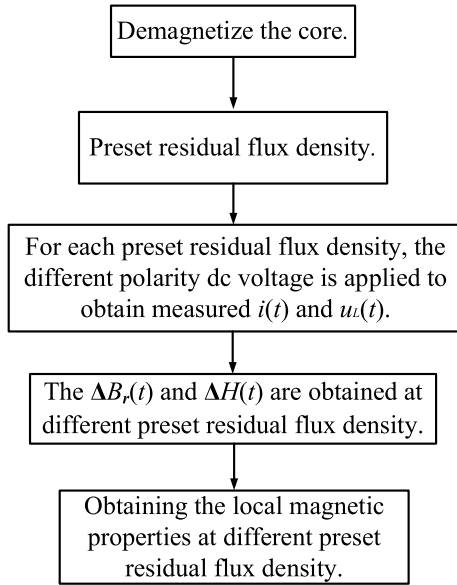 Demagnetize the core.
Preset residual flux density.
For each preset residual flux density, the
different polarity dc voltage is applied to
obtain measured i(t) and uL(t).
The ΔBr(t) and ΔH(t) are obtained at
different preset residual flux density.
Obtaining the local magnetic
properties at different preset
residual flux density.